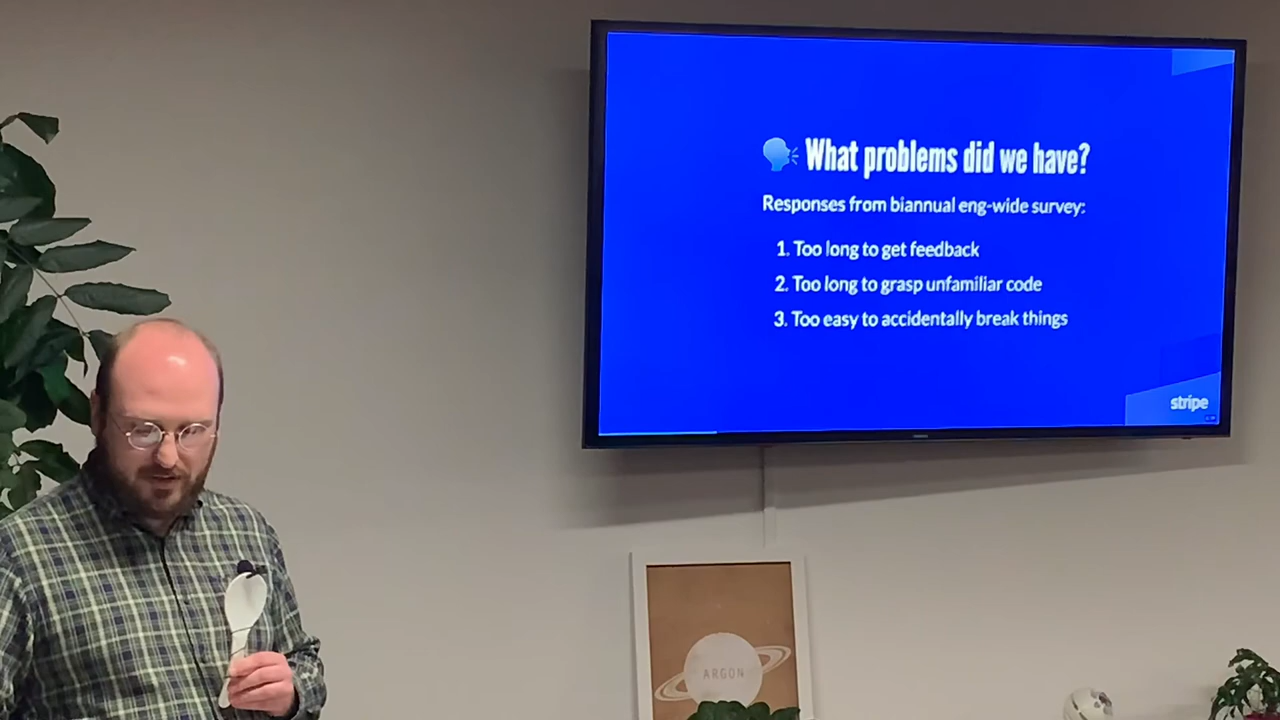 What problems did we have?
Responses from biannual eng-wide survey:
1. Too long to get feedback
2. Too long to grasp unfamiliar code
3. Too easy to accidentally break things
stripe
ARGON